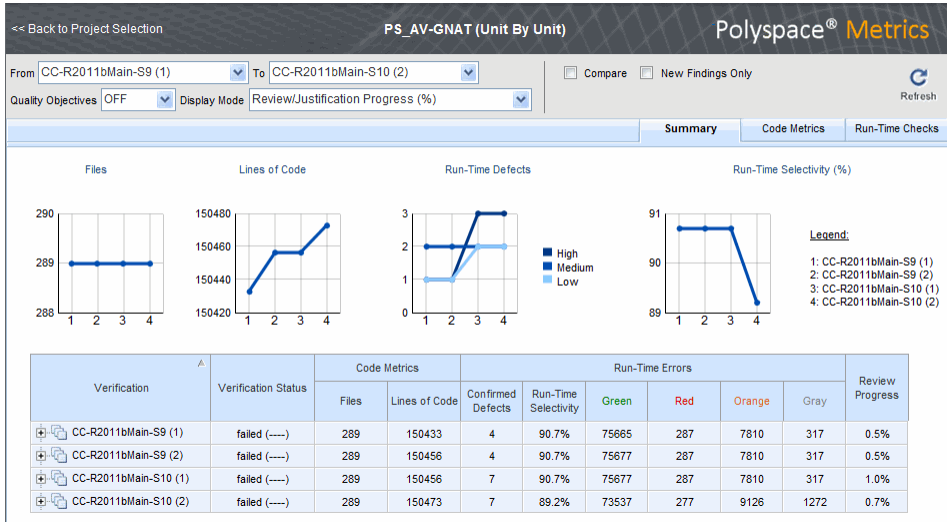 << Back to Project Selection
PS_AV-GNAT (Unit By Unit)
Polyspace® Metrics
From CC-R2011bMain-S9 (1) To CC-R2011bMain-S10 (2)
Compare New Findings Only
Quality Objectives OFF Display Mode Review/Justification Progress (%)
Refresh
Summary Code Metrics Run-Time Checks
Files
290
289
288
1 2 3 4
Lines of Code
150480
150460
150440
150420
1 2 3 4
Run-Time Defects
3
2
1
0
1 2 3 4
High
Medium
Low
Run-Time Selectivity (%)
91
90
89
1 2 3 4
Legend:
1: CC-R2011bMain-S9 (1)
2: CC-R2011bMain-S9 (2)
3: CC-R2011bMain-S10 (1)
4: CC-R2011bMain-S10 (2)
Verification Verification Status Code Metrics Run-Time Errors Review Progress
Files Lines of Code Confirmed Defects Run-Time Selectivity Green Red Orange Gray
CC-R2011bMain-S9 (1) failed (----) 289 150433 4 90.7% 75665 287 7810 317 0.5%
CC-R2011bMain-S9 (2) failed (----) 289 150456 4 90.7% 75677 287 7810 317 0.5%
CC-R2011bMain-S10 (1) failed (----) 289 150456 7 90.7% 75677 287 7810 317 1.0%
CC-R2011bMain-S10 (2) failed (----) 289 150473 7 89.2% 73537 277 9126 1272 0.7%